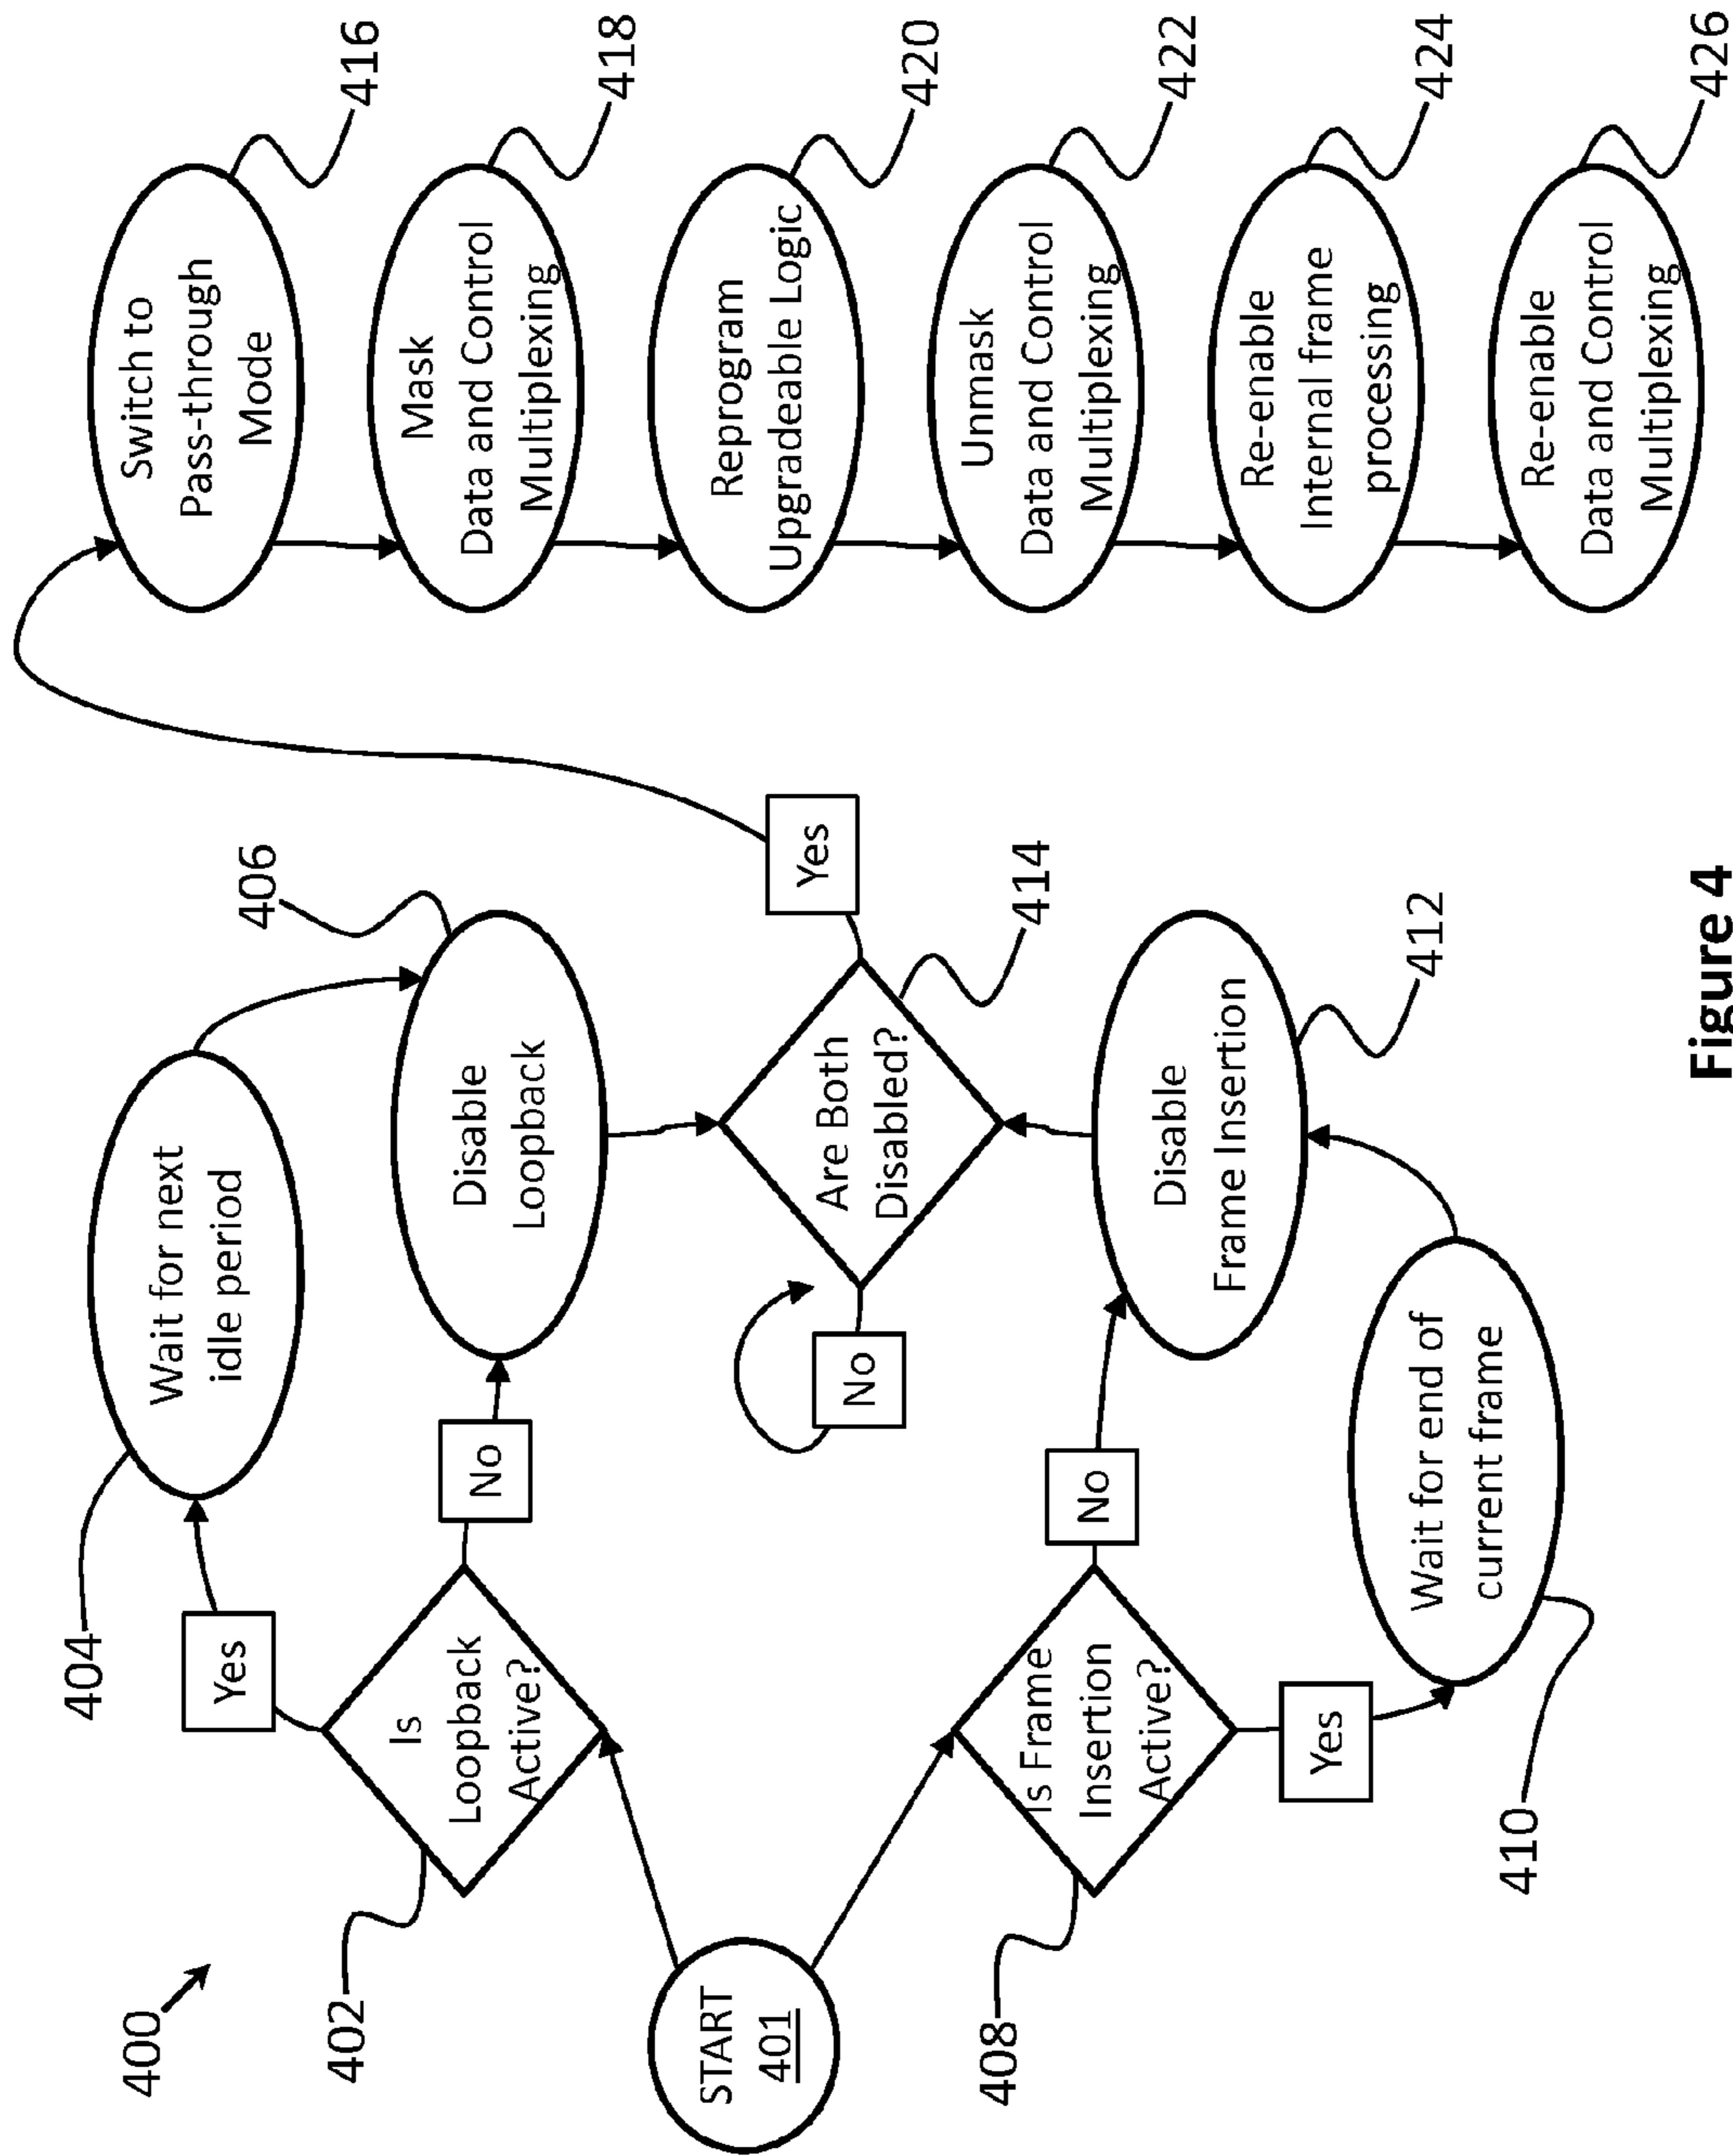 400
START
401
402
Is
Loopback
Active?
Yes
404
Wait for next
idle period
No
406
Disable
Loopback
408
Is Frame
Insertion
Active?
Yes
410
Wait for end of
current frame
No
Disable
Frame Insertion
412
Are Both
Disabled?
414
No
Yes
Switch to
Pass-through
Mode
416
Mask
Data and Control
Multiplexing
418
Reprogram
Upgradeable Logic
420
Unmask
Data and Control
Multiplexing
422
Re-enable
Internal frame
processing
424
Re-enable
Data and Control
Multiplexing
426
Figure 4